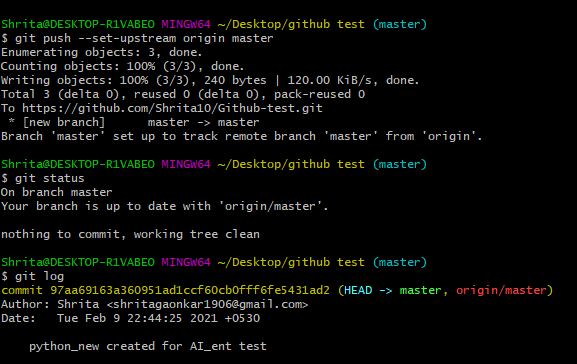 Shrita@DESKTOP-R1VABEO MINGW64 ~/Desktop/github test (master)
$ git push --set-upstream origin master
Enumerating objects: 3, done.
Counting objects: 100% (3/3), done.
Writing objects: 100% (3/3), 240 bytes | 120.00 KiB/s, done.
Total 3 (delta 0), reused 0 (delta 0), pack-reused 0
To https://github.com/Shrita10/Github-test.git
 * [new branch]      master -> master
Branch 'master' set up to track remote branch 'master' from 'origin'.
Shrita@DESKTOP-R1VABEO MINGW64 ~/Desktop/github test (master)
$ git status
On branch master
Your branch is up to date with 'origin/master'.
nothing to commit, working tree clean
Shrita@DESKTOP-R1VABEO MINGW64 ~/Desktop/github test (master)
$ git log
commit 97aa69163a360951ad1ccf60cb0fff6fe5431ad2 (HEAD -> master, origin/master)
Author: Shrita <shritagaonkar1906@gmail.com>
Date:   Tue Feb 9 22:44:25 2021 +0530
    python_new created for AI_ent test